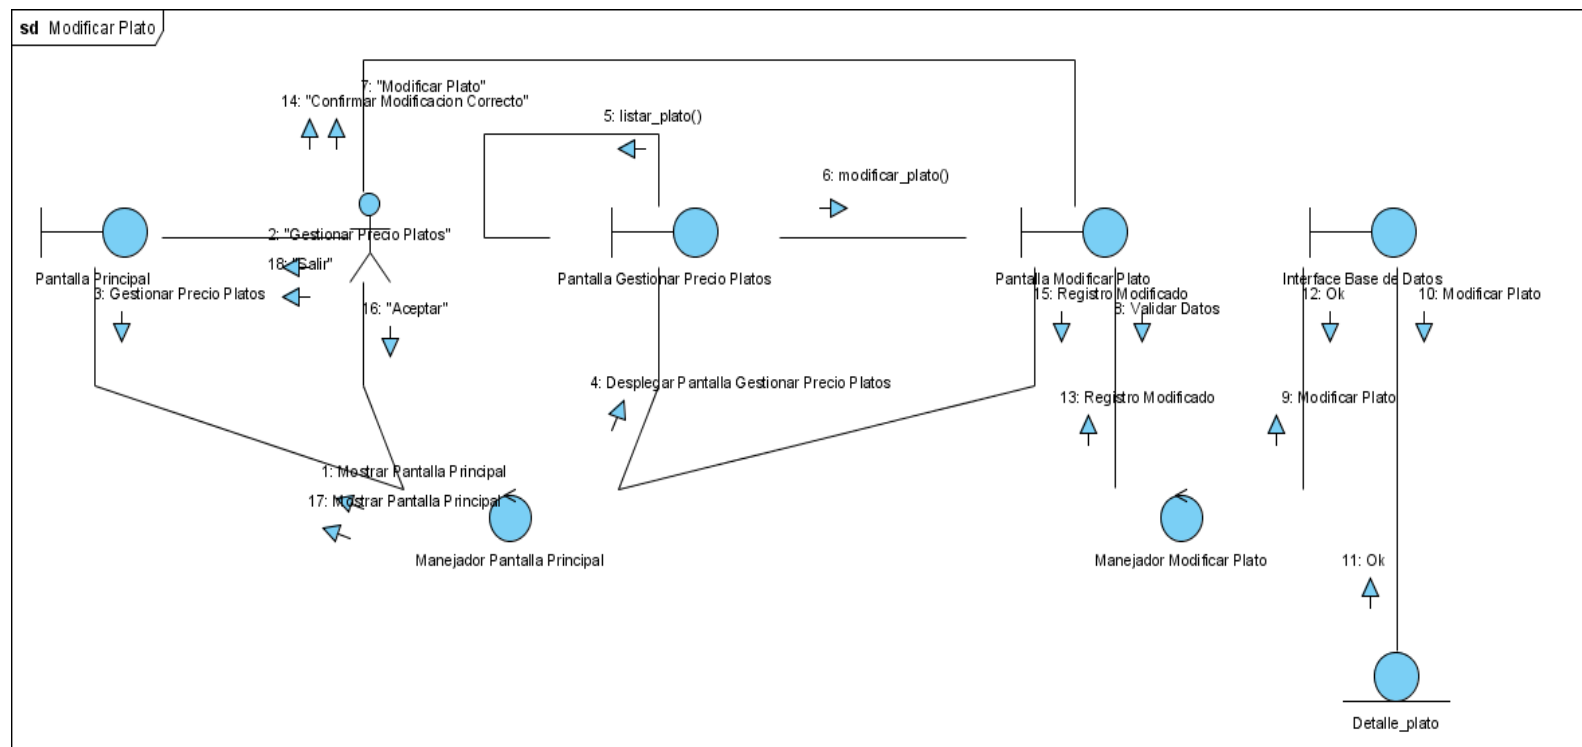 sd Modificar Plato
7: "Modificar Plato"
14: "Confirmar Modificacion Correcto"
5: listar_plato()
6: modificar_plato()
2: "Gestionar Precio Platos"
18: "Salir"
Pantalla Principal
Pantalla Gestionar Precio Platos
Pantalla Modificar Plato
Interface Base de Datos
3: Gestionar Precio Platos
15: Registro Modificado
12: Ok
10: Modificar Plato
16: "Aceptar"
8: Validar Datos
4: Desplegar Pantalla Gestionar Precio Platos
13: Registro Modificado
9: Modificar Plato
1: Mostrar Pantalla Principal
17: Mostrar Pantalla Principal
Manejador Pantalla Principal
Manejador Modificar Plato
11: Ok
Detalle_plato